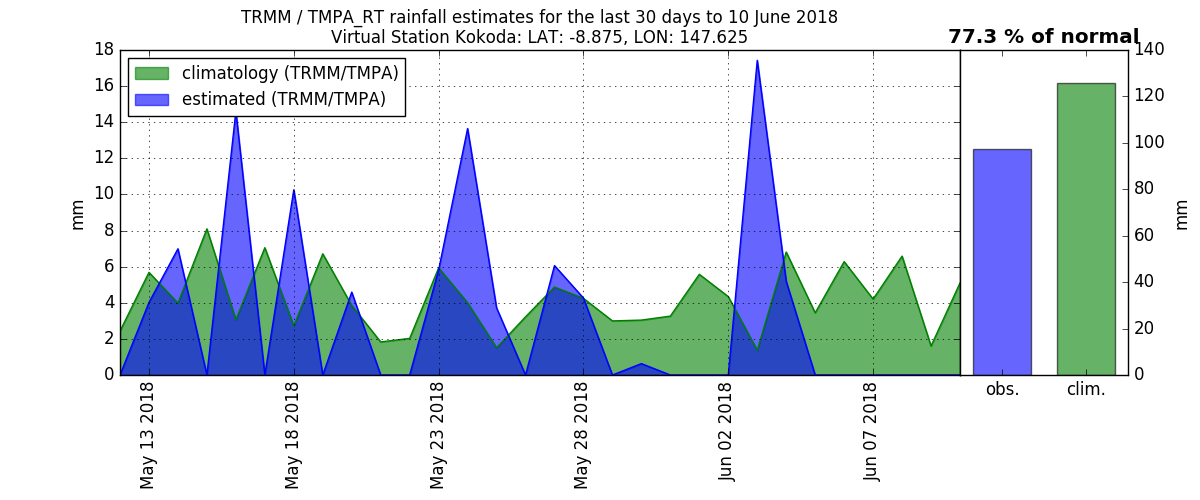 TRMM / TMPA_RT rainfall estimates for the last 30 days to 10 June 2018
Virtual Station Kokoda: LAT: -8.875, LON: 147.625
77.3 % of normal
climatology (TRMM/TMPA)
estimated (TRMM/TMPA)
18
16
14
12
10
8
6
4
2
0
mm
May 13 2018
May 18 2018
May 23 2018
May 28 2018
Jun 02 2018
Jun 07 2018
140
120
100
80
60
40
20
0
mm
obs.
clim.